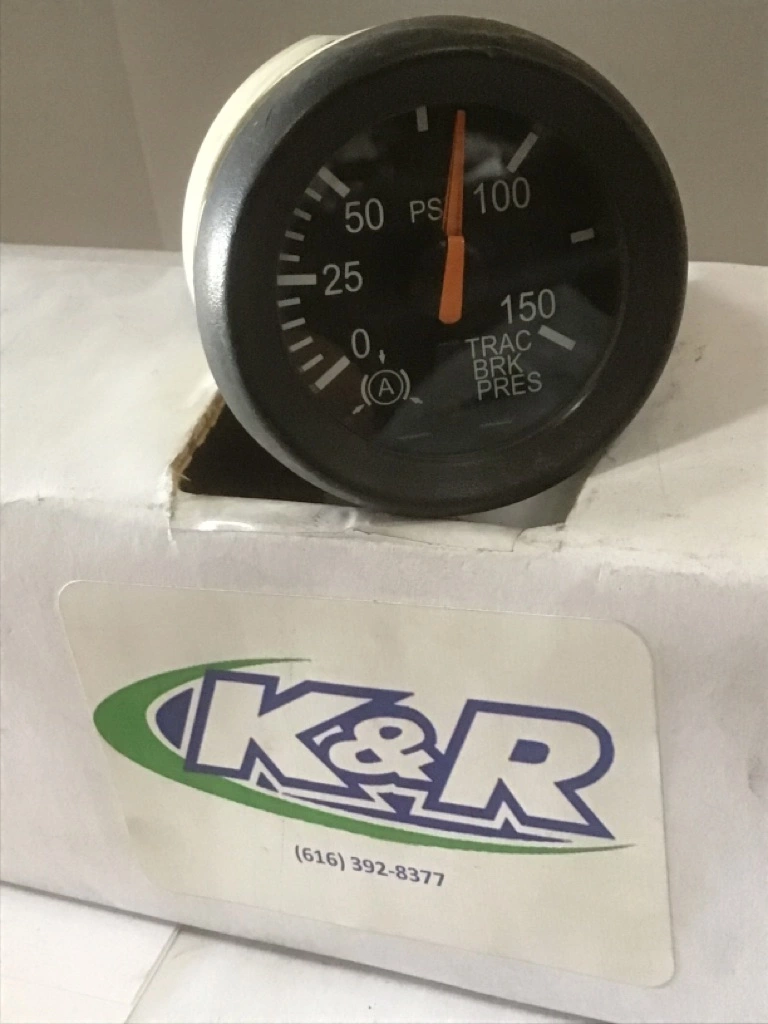 50 PSI 100
25
0
150
A
TRAC
BRK
PRES
K&R
(616) 392-8377